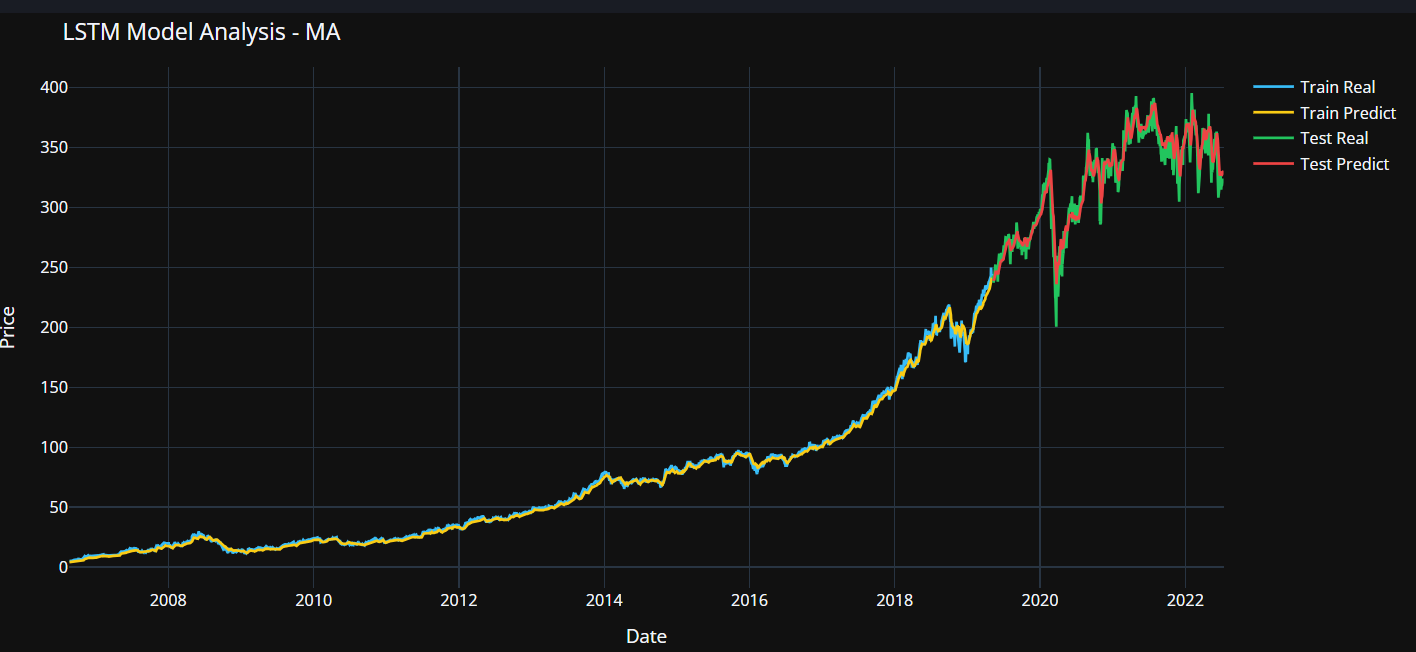 LSTM Model Analysis - MA
400
350
300
250
200
150
100
50
0
Price
2008 2010 2012 2014 2016 2018 2020 2022
Date
Train Real
Train Predict
Test Real
Test Predict